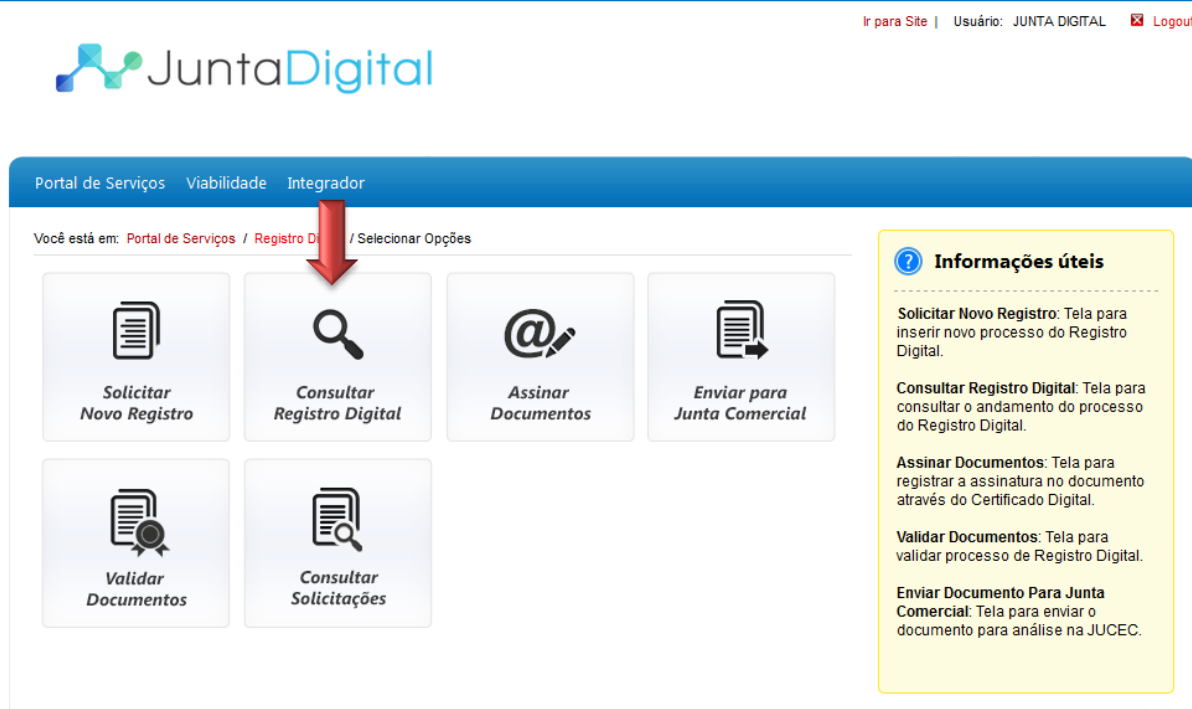 Ir para Site | Usuário: JUNTA DIGITAL Logout
JuntaDigital
Portal de Serviços Viabilidade Integrador
Você está em: Portal de Serviços / Registro / Selecionar Opções
Solicitar
Novo Registro
Consultar
Registro Digital
Assinar
Documentos
Enviar para
Junta Comercial
Validar
Documentos
Consultar
Solicitações
Informações úteis
Solicitar Novo Registro: Tela para
inserir novo processo do Registro
Digital.
Consultar Registro Digital: Tela para
consultar o andamento do processo
do Registro Digital.
Assinar Documentos: Tela para
registrar a assinatura no documento
através do Certificado Digital.
Validar Documentos: Tela para
validar processo de Registro Digital.
Enviar Documento Para Junta
Comercial: Tela para enviar o
documento para análise na JUCEC.